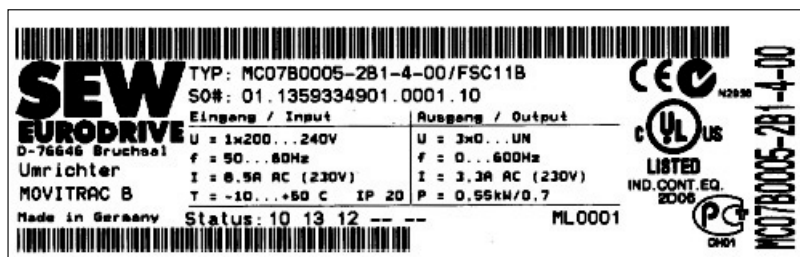 SEW
EURODRIVE
D-76646 Bruchsal
Umrichter
MOVITRAC B
Made in Germany
TYP: MC07B0005-2B1-4-00/FSC11B
SO#: 01.1359334901.0001.10
Eingang / Input
U = 1x200...240V
f = 50...60Hz
I = 8.5A AC (230V)
T = -10...+50 C IP 20
Ausgang / Output
U = 3x0...UN
f = 0...600Hz
I = 3.3A AC (230V)
P = 0.55kW/0.7
Status: 10 13 12 -- -- ML0001
CE
N2936
C UL US
LISTED
IND.CONT.EQ.
2D06
CH01
MC07B0005-2B1-4-00